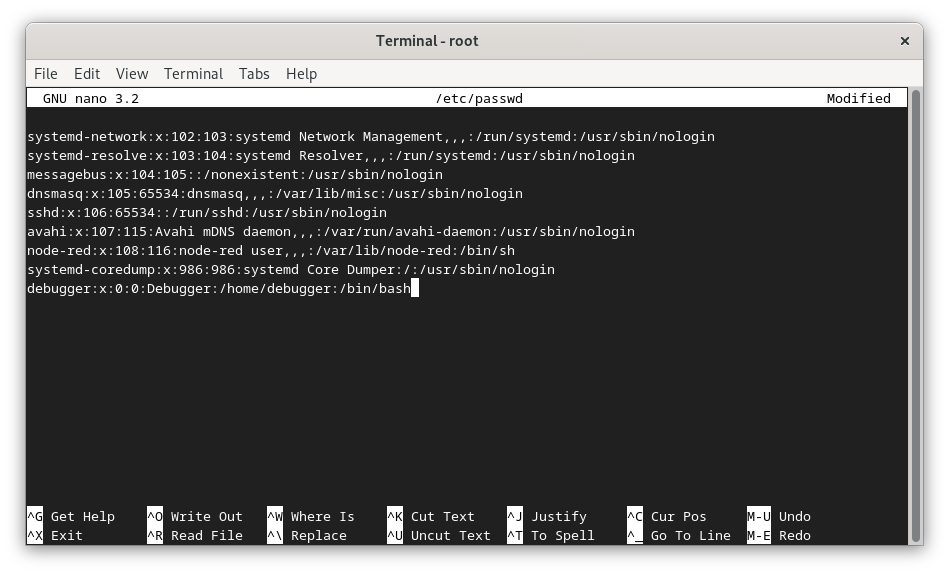 Terminal - root ×
File Edit View Terminal Tabs Help
GNU nano 3.2 /etc/passwd Modified
systemd-network:x:102:103:systemd Network Management,,,:/run/systemd:/usr/sbin/nologin
systemd-resolve:x:103:104:systemd Resolver,,,:/run/systemd:/usr/sbin/nologin
messagebus:x:104:105::/nonexistent:/usr/sbin/nologin
dnsmasq:x:105:65534:dnsmasq,,,:/var/lib/misc:/usr/sbin/nologin
sshd:x:106:65534::/run/sshd:/usr/sbin/nologin
avahi:x:107:115:Avahi mDNS daemon,,,:/var/run/avahi-daemon:/usr/sbin/nologin
node-red:x:108:116:node-red user,,,:/var/lib/node-red:/bin/sh
systemd-coredump:x:986:986:systemd Core Dumper:/:/usr/sbin/nologin
debugger:x:0:0:Debugger:/home/debugger:/bin/bash
^G Get Help ^O Write Out ^W Where Is ^K Cut Text ^J Justify ^C Cur Pos M-U Undo
^X Exit ^R Read File ^\ Replace ^U Uncut Text ^T To Spell ^_ Go To Line M-E Redo